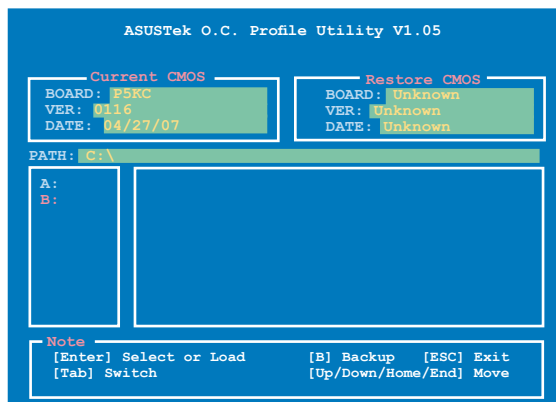 ASUSTek O.C. Profile Utility V1.05
Current CMOS
BOARD: P5KC
VER: 0116
DATE: 04/27/07
Restore CMOS
BOARD: Unknown
VER: Unknown
DATE: Unknown
PATH: C:\
A:
B:
Note
[Enter] Select or Load [B] Backup [ESC] Exit
[Tab] Switch [Up/Down/Home/End] Move